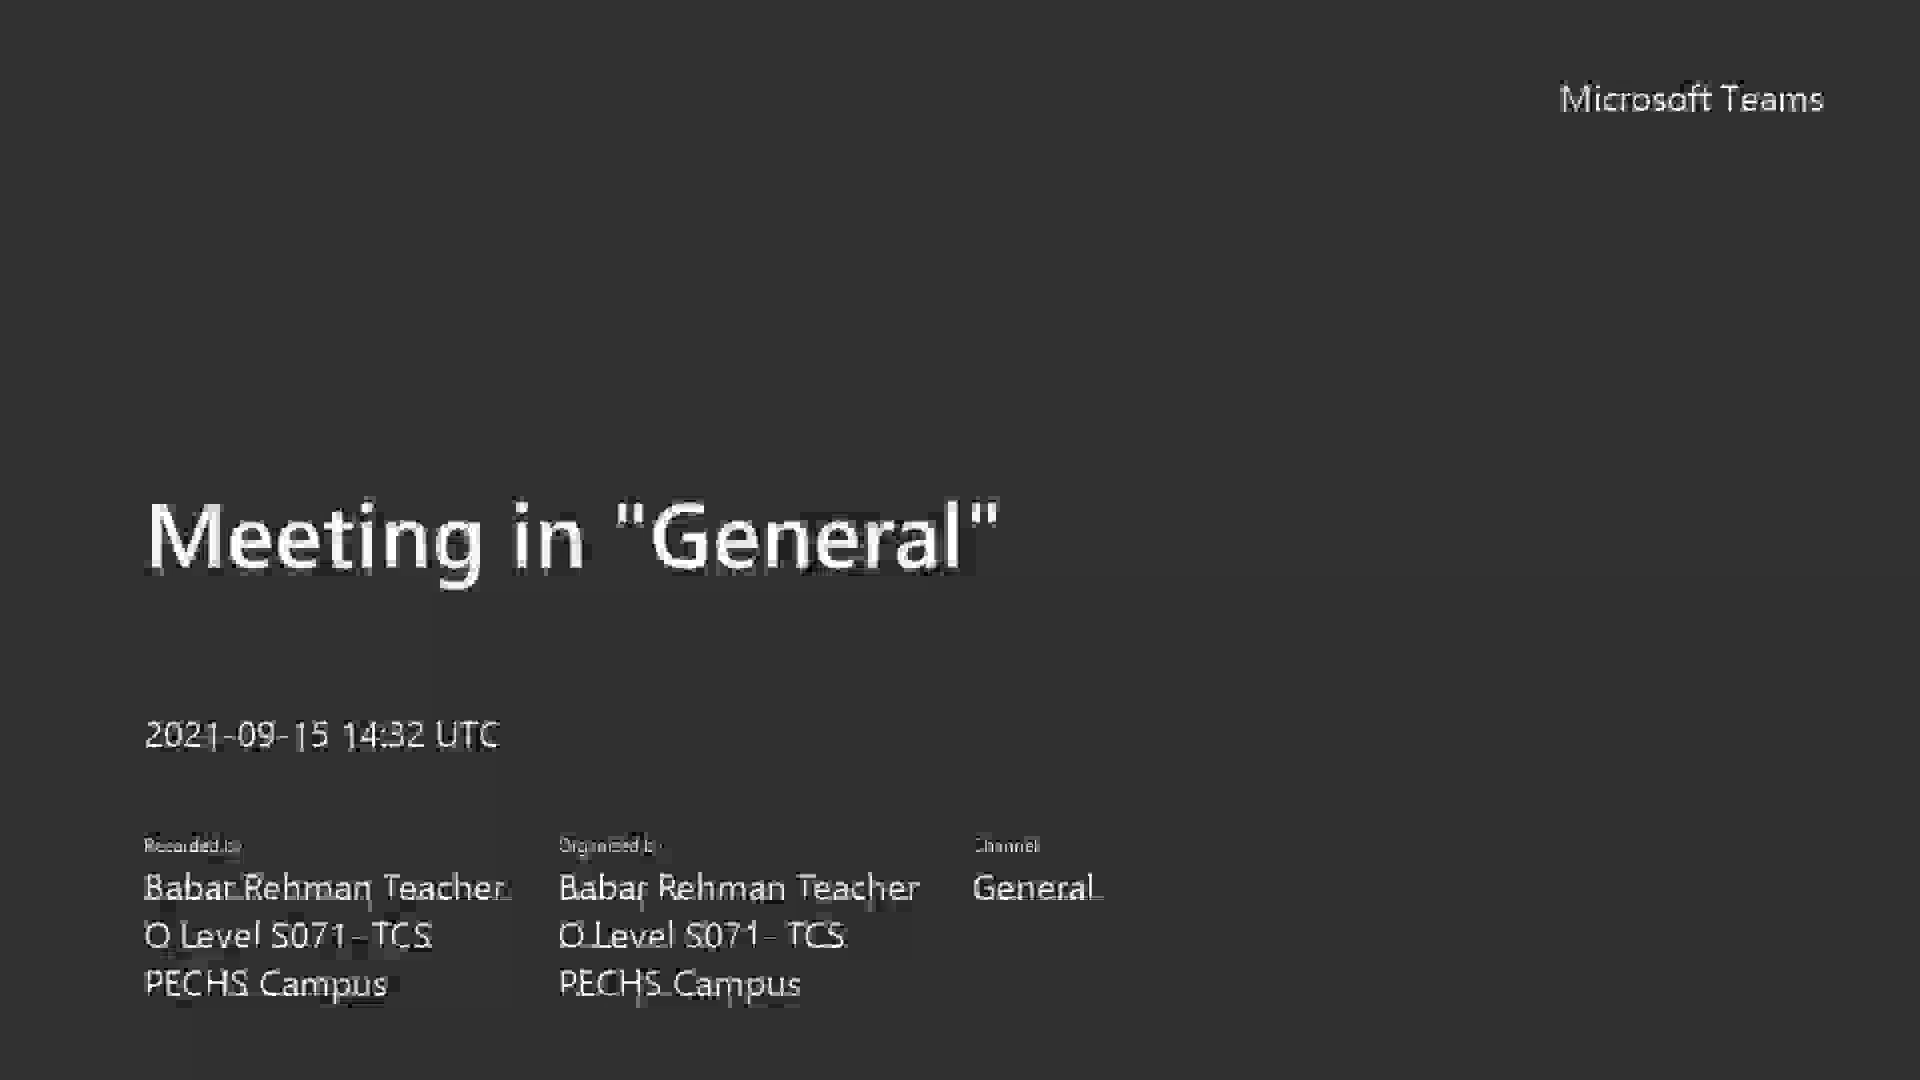 Microsoft Teams
Meeting in "General"
2021-09-15 14:32 UTC
Recorded by
Babar Rehman Teacher
O Level S071- TCS
PECHS Campus
Organized by
Babar Rehman Teacher
O Level S071- TCS
PECHS Campus
Channel
General